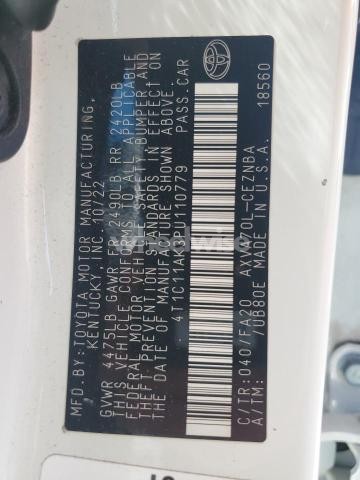 MFD.BY:TOYOTA MOTOR MANUFACTURING,
KENTUCKY, INC 10/22
GVWR 4475LB GAWR FR 2490LB RR 2420LB
THIS VEHICLE CONFORMS TO ALL APPLICABLE
FEDERAL MOTOR VEHICLE SAFETY, BUMPER, AND
THEFT PREVENTION STANDARDS IN EFFECT ON
THE DATE OF MANUFACTURE SHOWN ABOVE.
4T1C11AK3PU110779 PASS.CAR
C/TR:040/FA20 AXVA70L-CEZNBA
A/TM: /UB80E MADE IN U.S.A. 18560
TOYOTA